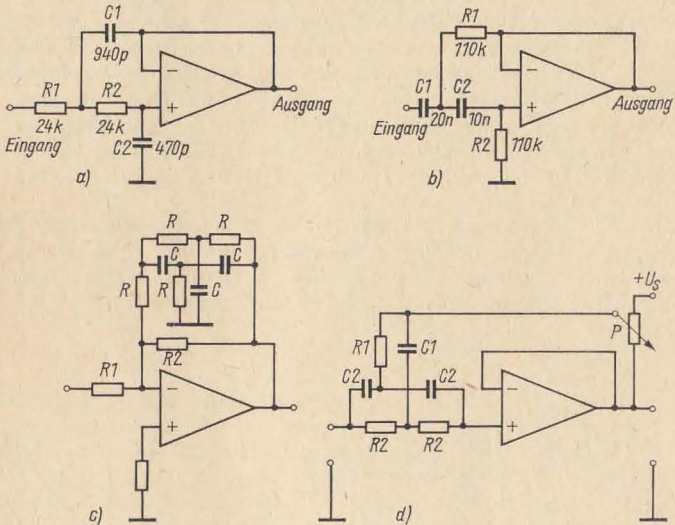 C1
940p
R1
R2
24k
24k
Eingang
C2
470p
−
+
Ausgang
a)
R1
110k
C1
C2
20n
10n
Eingang
R2
110k
−
+
Ausgang
b)
R
R
C
C
R
R
C
R2
R1
−
+
c)
+Us
P
R1
C1
C2
C2
R2
R2
−
+
d)